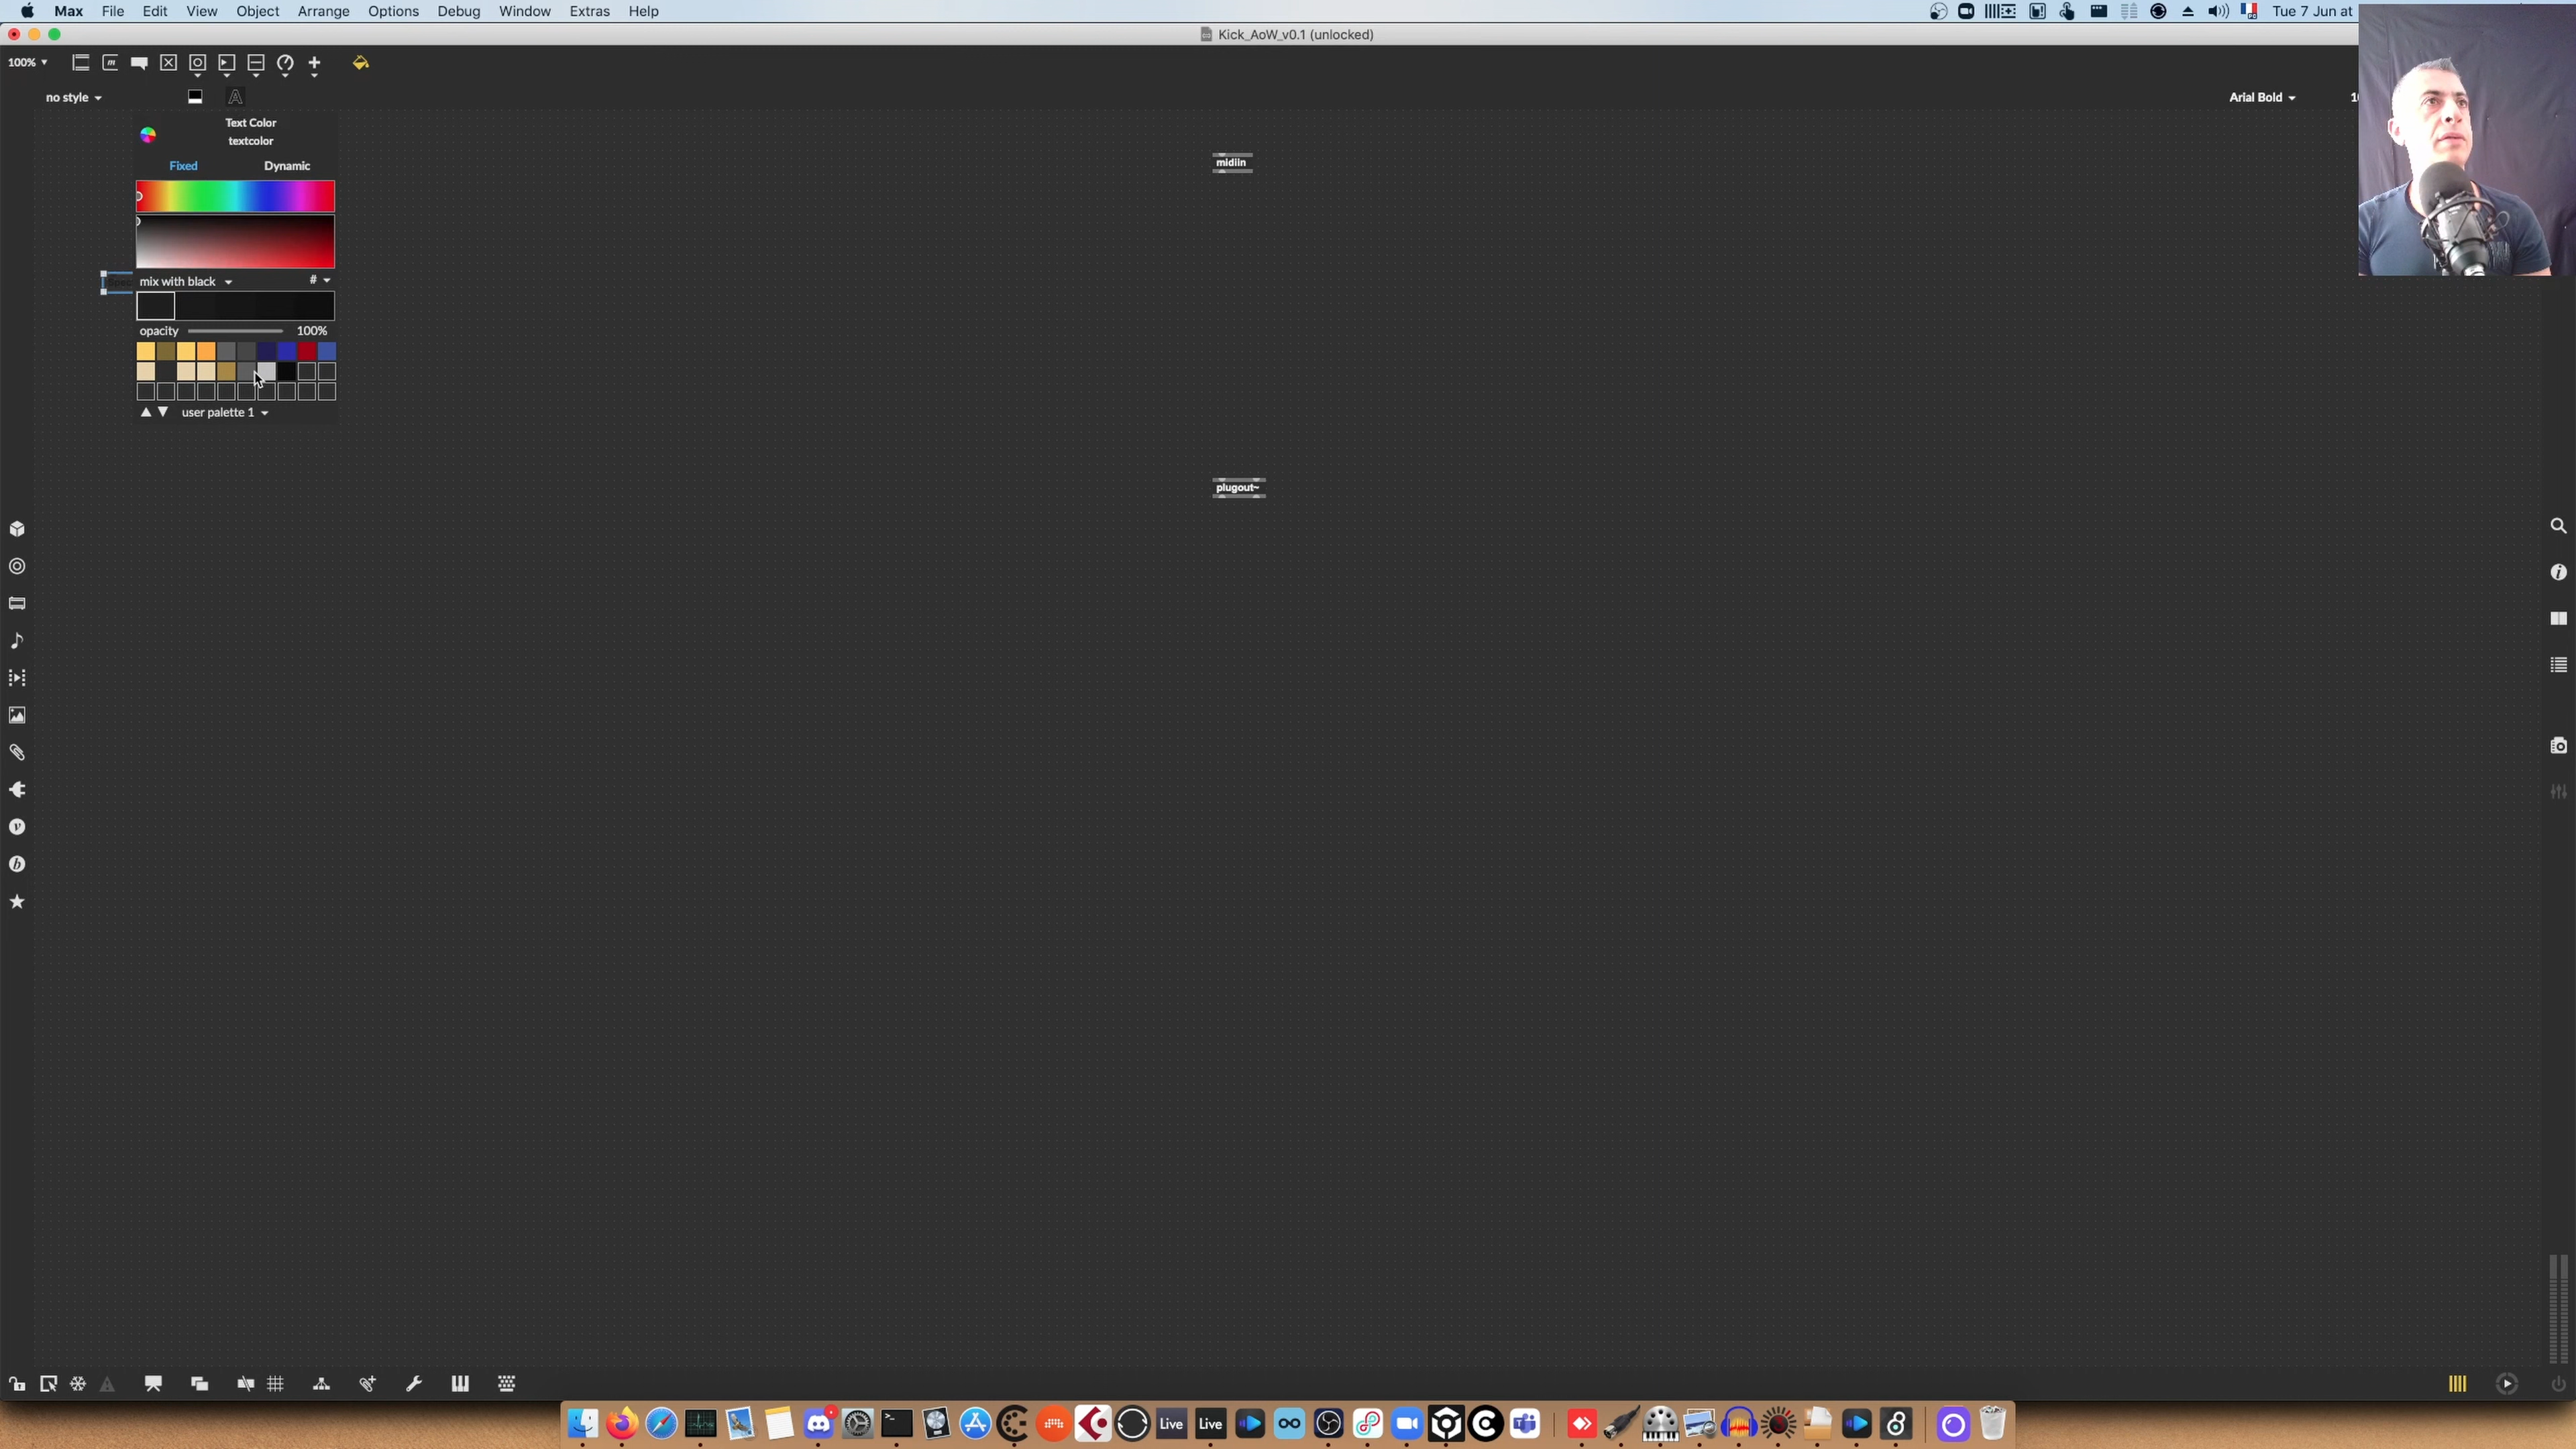 Max File Edit View Object Arrange Options Debug Window Extras Help Tue 7 Jun at
Kick_AoW_v0.1 (unlocked)
100%
no style A Arial Bold
Text Color
textcolor
Fixed Dynamic
midiin
mix with black #
opacity 100%
user palette 1
plugout~
Live Live